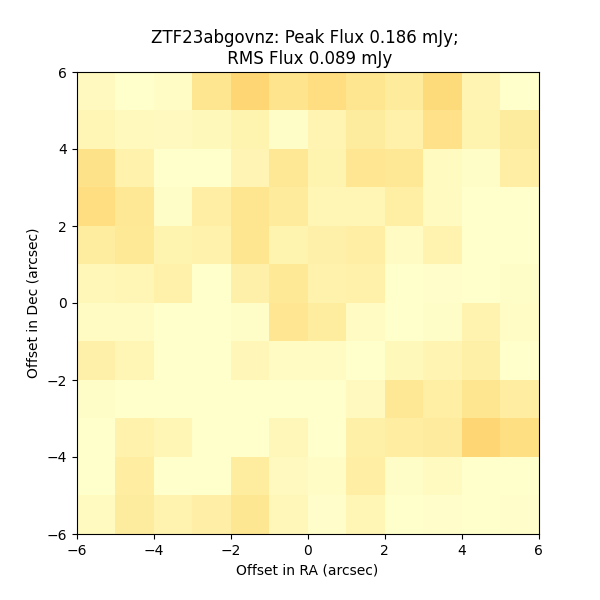 ZTF23abgovnz: Peak Flux 0.186 mJy;
RMS Flux 0.089 mJy
6
4
2
0
−2
−4
−6
Offset in Dec (arcsec)
−6 −4 −2 0 2 4 6
Offset in RA (arcsec)